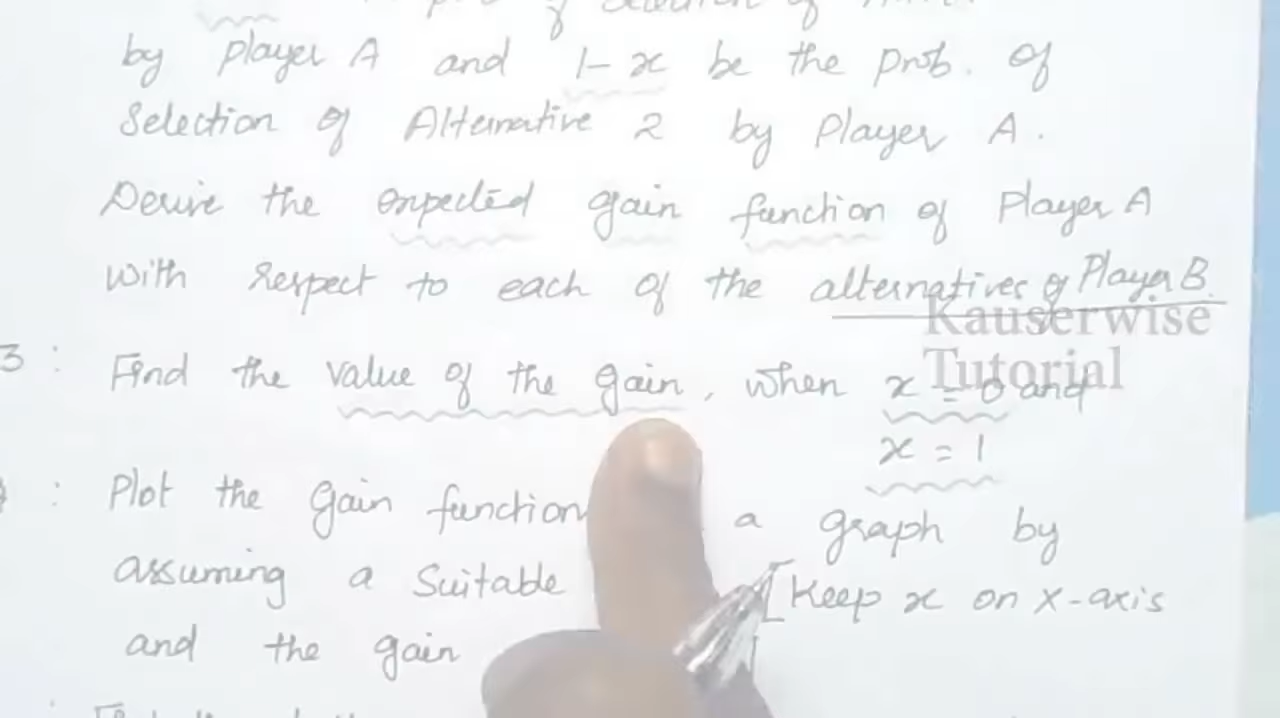 of
by player A and 1-x be the prob. of
Selection of Alternative 2 by Player A.
Derive the expected gain function of Player A
with respect to each of the alternatives of Player B.
Kauserwise
Tutorial
3 : Find the value of the gain, when x = 0 and
x = 1
: Plot the Gain function a graph by
assuming a Suitable [Keep x on X-axis
and the gain